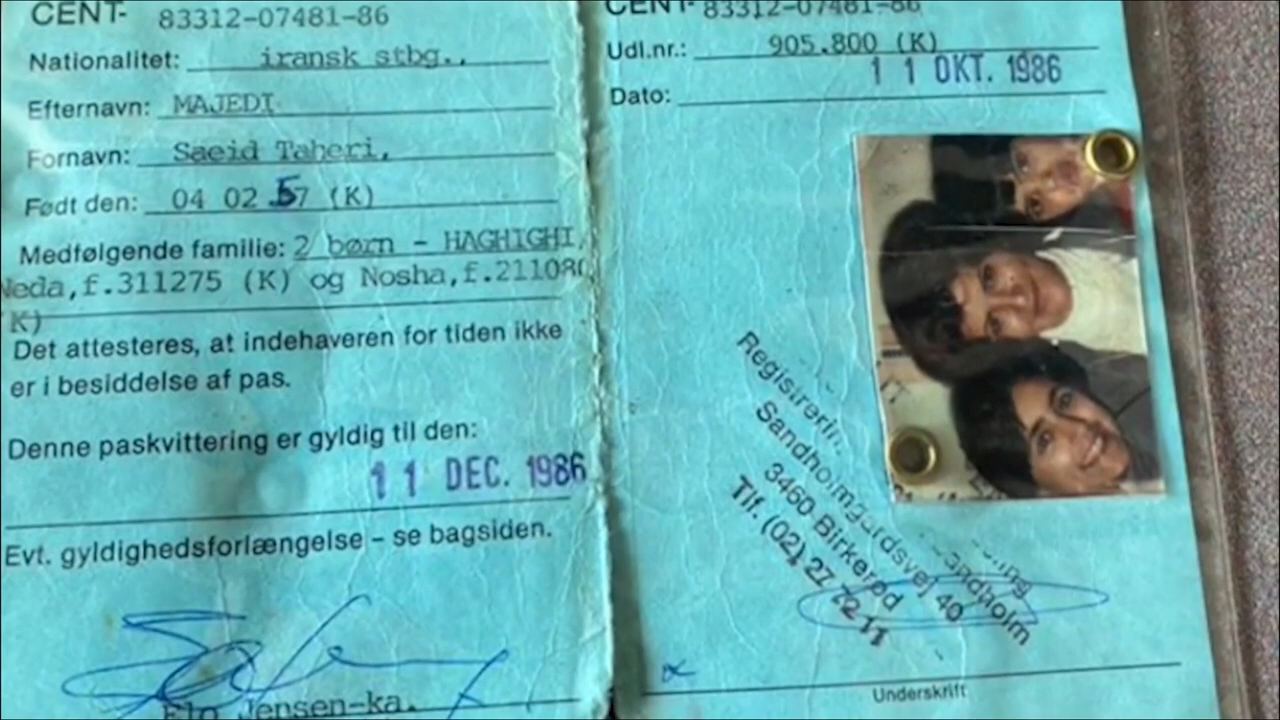 CENT- 83312-07481-86
Nationalitet: iransk stbg.,
Efternavn: MAJEDI
Fornavn: Saeid Taheri,
Født den: 04 02 57 (K)
Medfølgende familie: 2 børn - HAGHIGHI,
Neda,f.311275 (K) og Nosha,f.211080
K)
Det attesteres, at indehaveren for tiden ikke
er i besiddelse af pas.
Denne paskvittering er gyldig til den:
11 DEC. 1986
Evt. gyldighedsforlængelse – se bagsiden.
Jensen-ka.
CENT- 83312-07481-86
Udl.nr.: 905.800 (K)
11 OKT. 1986
Dato:
Sandholmgardsvej 40
3460 Birkerød
Tlf. (02) 27 22 11
Underskrift